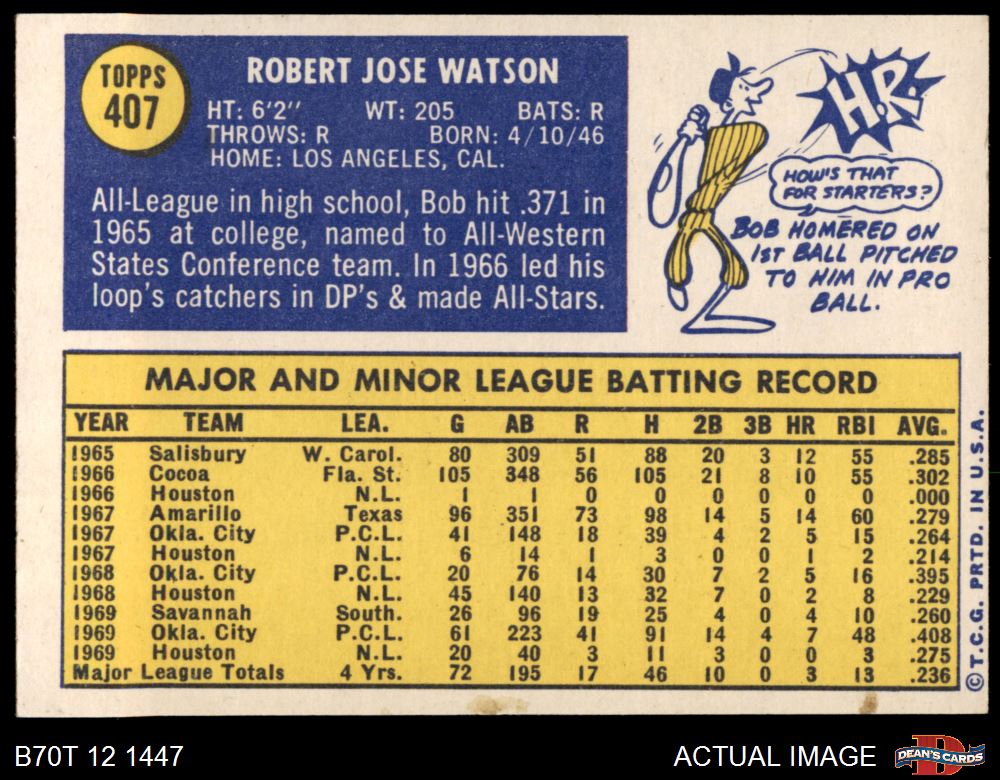 TOPPS
407
ROBERT JOSE WATSON
HT: 6'2" WT: 205 BATS: R
THROWS: R BORN: 4/10/46
HOME: LOS ANGELES, CAL.
All-League in high school, Bob hit .371 in
1965 at college, named to All-Western
States Conference team. In 1966 led his
loop's catchers in DP's & made All-Stars.
H.R.
HOW'S THAT
FOR STARTERS?
BOB HOMERED ON
1ST BALL PITCHED
TO HIM IN PRO
BALL.
MAJOR AND MINOR LEAGUE BATTING RECORD
YEAR TEAM LEA. G AB R H 2B 3B HR RBI AVG.
1965 Salisbury W. Carol. 80 309 51 88 20 3 12 55 .285
1966 Cocoa Fla. St. 105 348 56 105 21 8 10 55 .302
1966 Houston N.L. 1 1 0 0 0 0 0 0 .000
1967 Amarillo Texas 96 351 73 98 14 5 14 60 .279
1967 Okla. City P.C.L. 41 148 18 39 4 2 5 15 .264
1967 Houston N.L. 6 14 1 3 0 0 1 2 .214
1968 Okla. City P.C.L. 20 76 14 30 7 2 5 16 .395
1968 Houston N.L. 45 140 13 32 7 0 2 8 .229
1969 Savannah South. 26 96 19 25 4 0 4 10 .260
1969 Okla. City P.C.L. 61 223 41 91 14 4 7 48 .408
1969 Houston N.L. 20 40 3 11 3 0 0 3 .275
Major League Totals 4 Yrs. 72 195 17 46 10 0 3 13 .236
©T.C.G. PRTD. IN U.S.A.
B70T 12 1447
ACTUAL IMAGE
DEAN'S CARDS